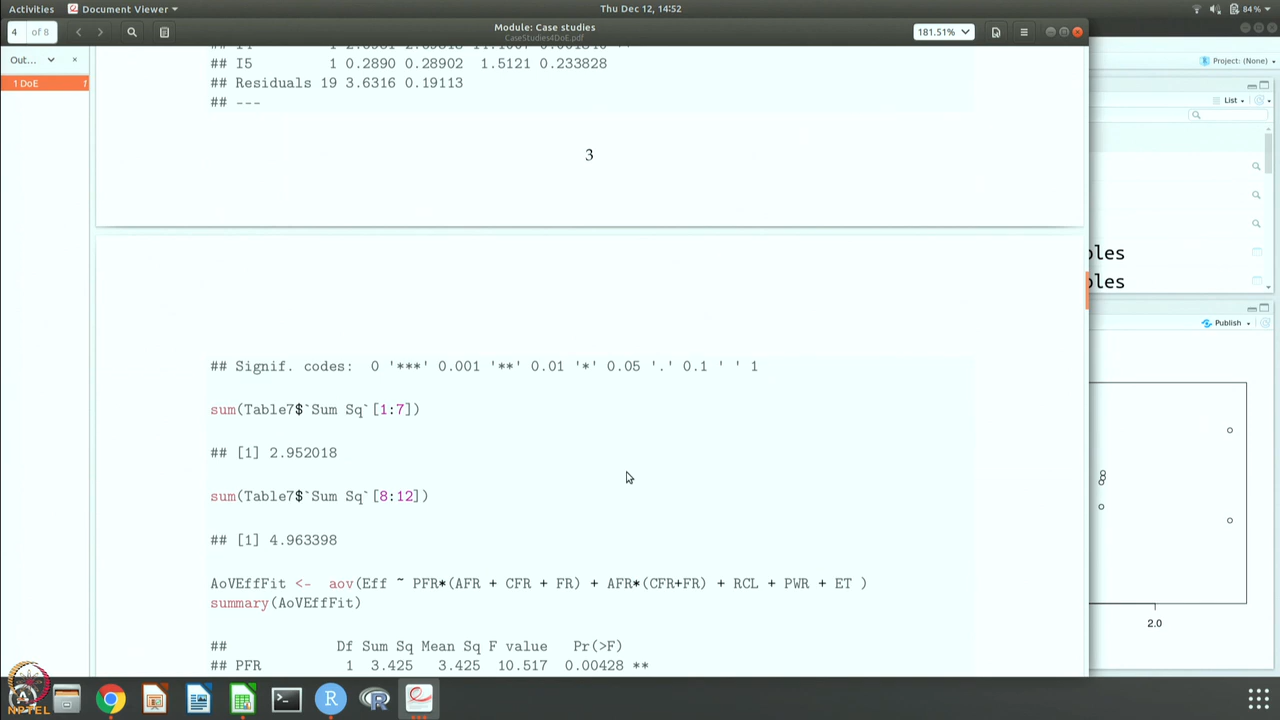 Activities
Document Viewer
Thu Dec 12, 14:52
84%
4
of 8
Module: Case studies
CaseStudies4DoE.pdf
181.51%
Out...
1 DoE
Project: (None)
List
## I5 1 0.2890 0.28902 1.5121 0.233828
## Residuals 19 3.6316 0.19113
## ---
3
## Signif. codes: 0 '***' 0.001 '**' 0.01 '*' 0.05 '.' 0.1 ' ' 1
sum(Table7$`Sum Sq`[1:7])
## [1] 2.952018
sum(Table7$`Sum Sq`[8:12])
## [1] 4.963398
AoVEffFit <- aov(Eff ~ PFR*(AFR + CFR + FR) + AFR*(CFR+FR) + RCL + PWR + ET )
summary(AoVEffFit)
## Df Sum Sq Mean Sq F value Pr(>F)
## PFR 1 3.425 3.425 10.517 0.00428 **
bles
bles
Publish
2.0
NPTEL